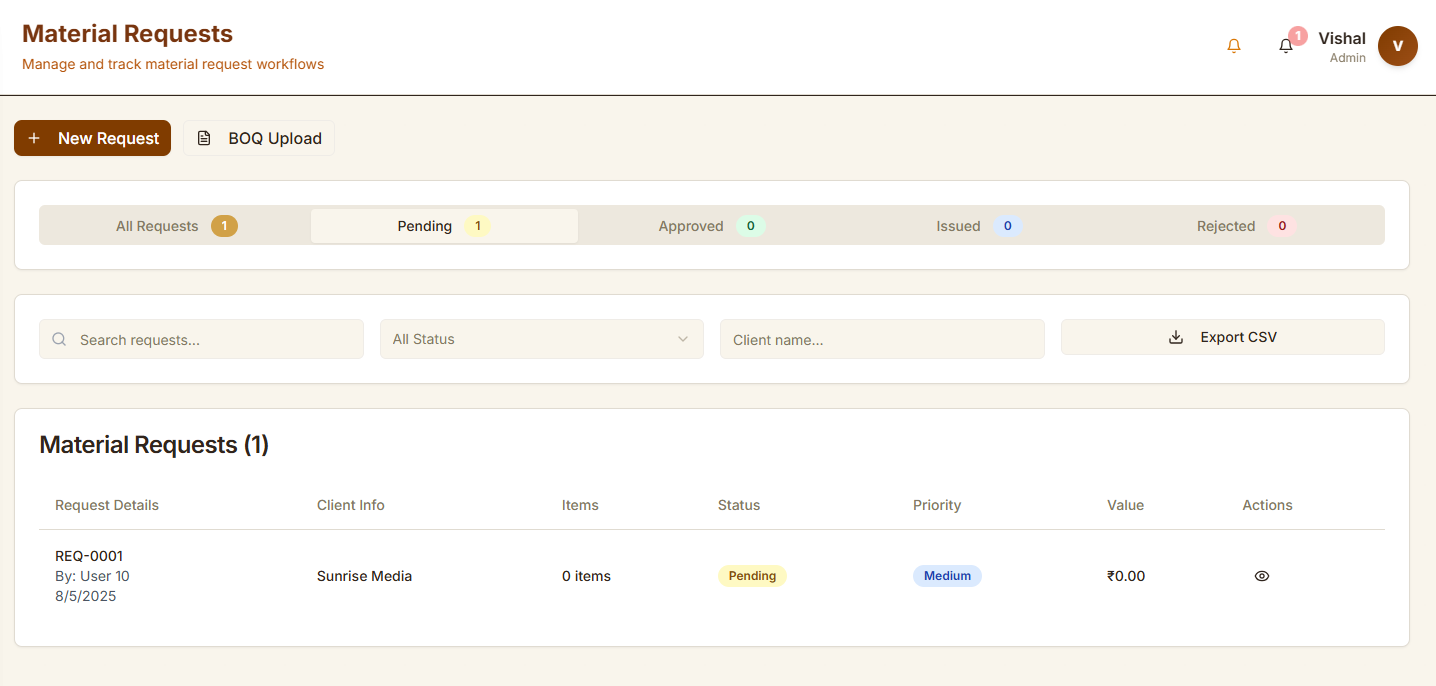 Material Requests
Manage and track material request workflows
1
Vishal
Admin
V
New Request
BOQ Upload
All Requests 1
Pending 1
Approved 0
Issued 0
Rejected 0
Search requests...
All Status
Client name...
Export CSV
Material Requests (1)
Request Details Client Info Items Status Priority Value Actions
REQ-0001
By: User 10
8/5/2025
Sunrise Media
0 items
Pending
Medium
₹0.00